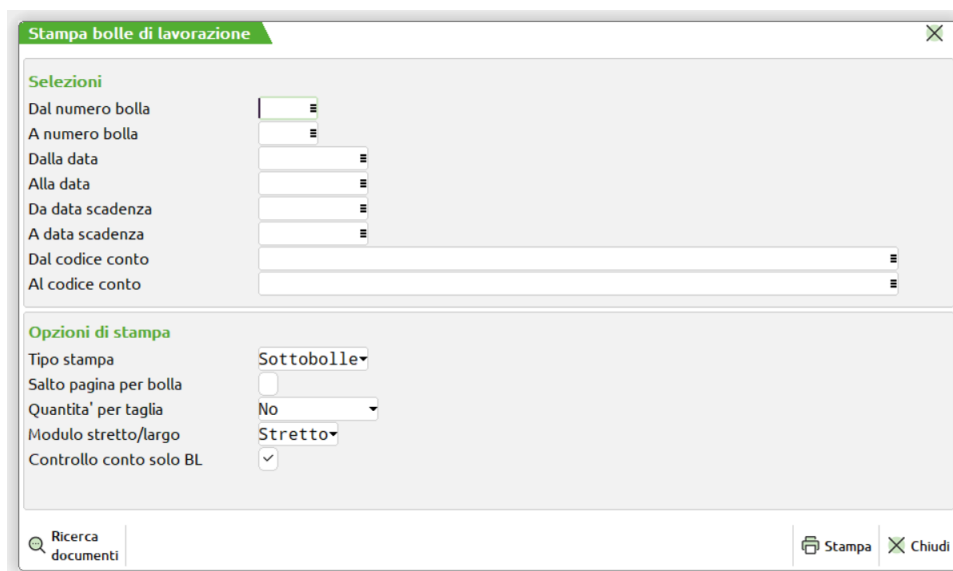 Stampa bolle di lavorazione
Selezioni
Dal numero bolla
A numero bolla
Dalla data
Alla data
Da data scadenza
A data scadenza
Dal codice conto
Al codice conto
Opzioni di stampa
Tipo stampa Sottobolle
Salto pagina per bolla
Quantita' per taglia No
Modulo stretto/largo Stretto
Controllo conto solo BL
Ricerca
documenti
Stampa Chiudi